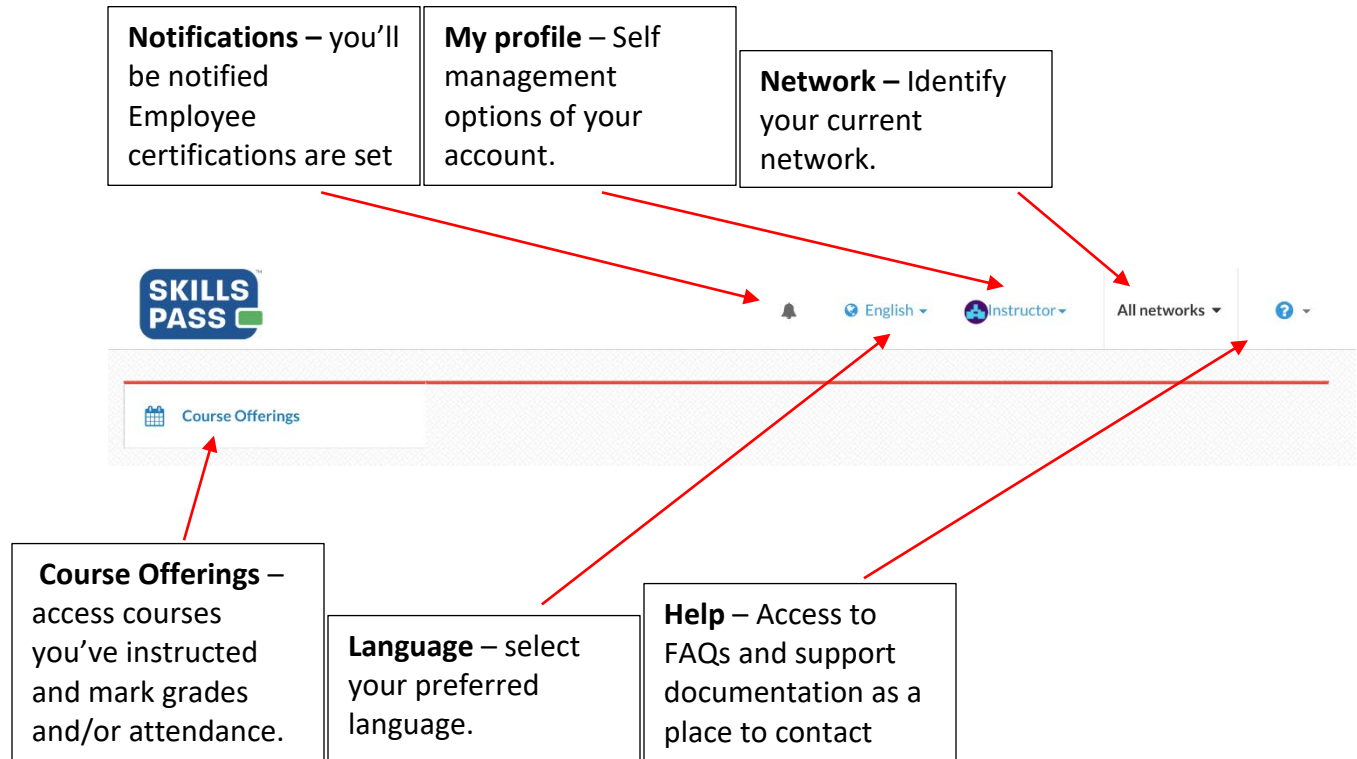 Notifications – you'll
be notified
Employee
certifications are set
My profile – Self
management
options of your
account.
Network – Identify
your current
network.
SKILLS
PASS
™
English
Instructor
All networks
?
Course Offerings
Course Offerings –
access courses
you've instructed
and mark grades
and/or attendance.
Language – select
your preferred
language.
Help – Access to
FAQs and support
documentation as a
place to contact